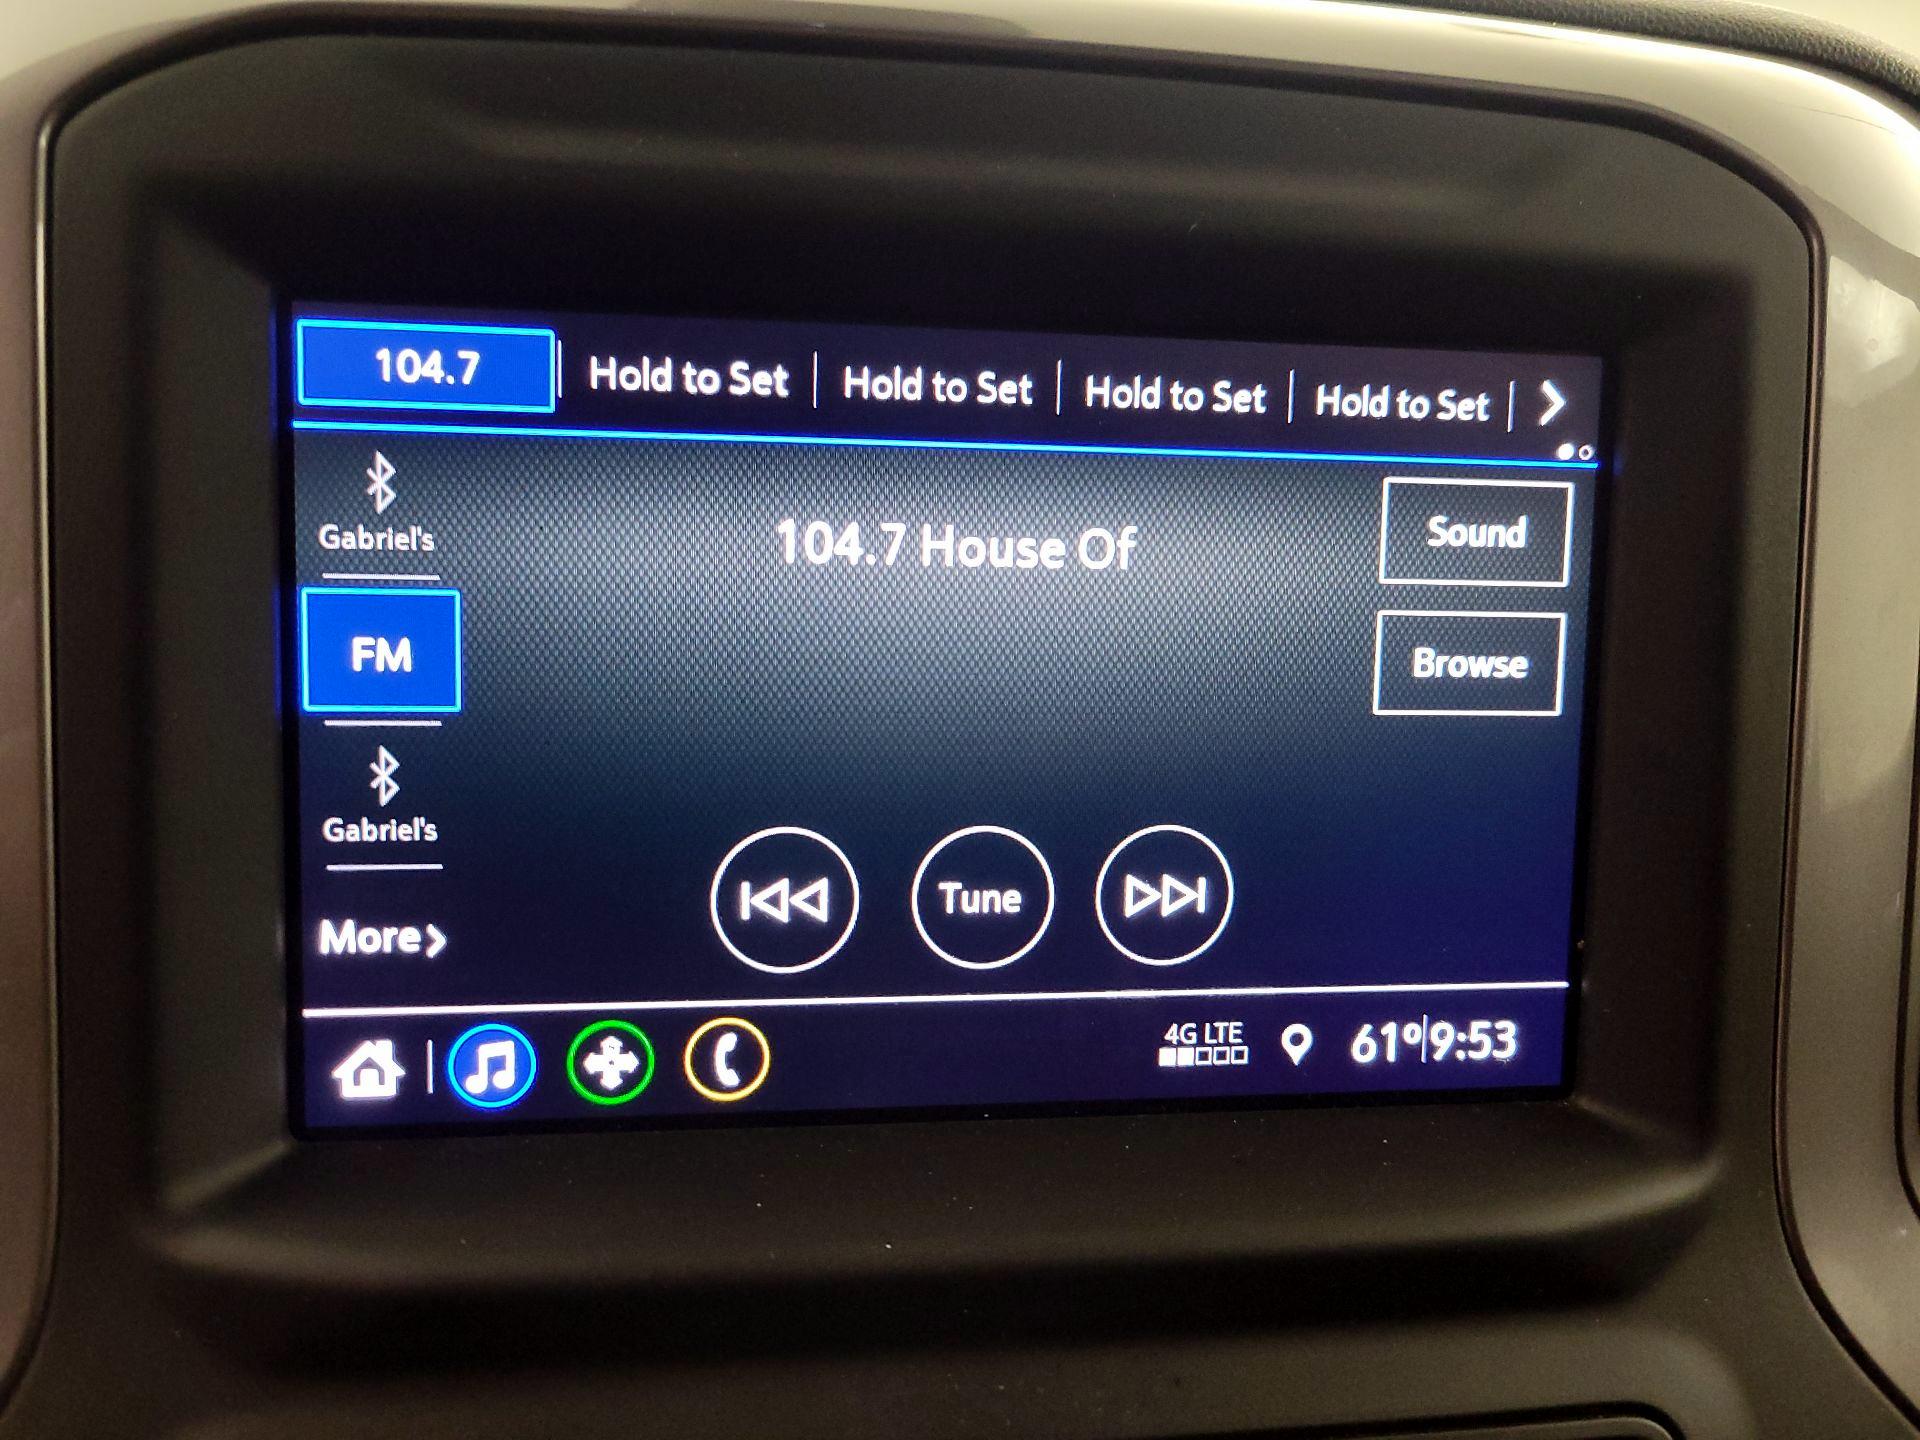 104.7
Hold to Set
Hold to Set
Hold to Set
Hold to Set
Gabriel's
104.7 House Of
Sound
FM
Browse
Gabriel's
Tune
More
4G LTE
61° 9:53